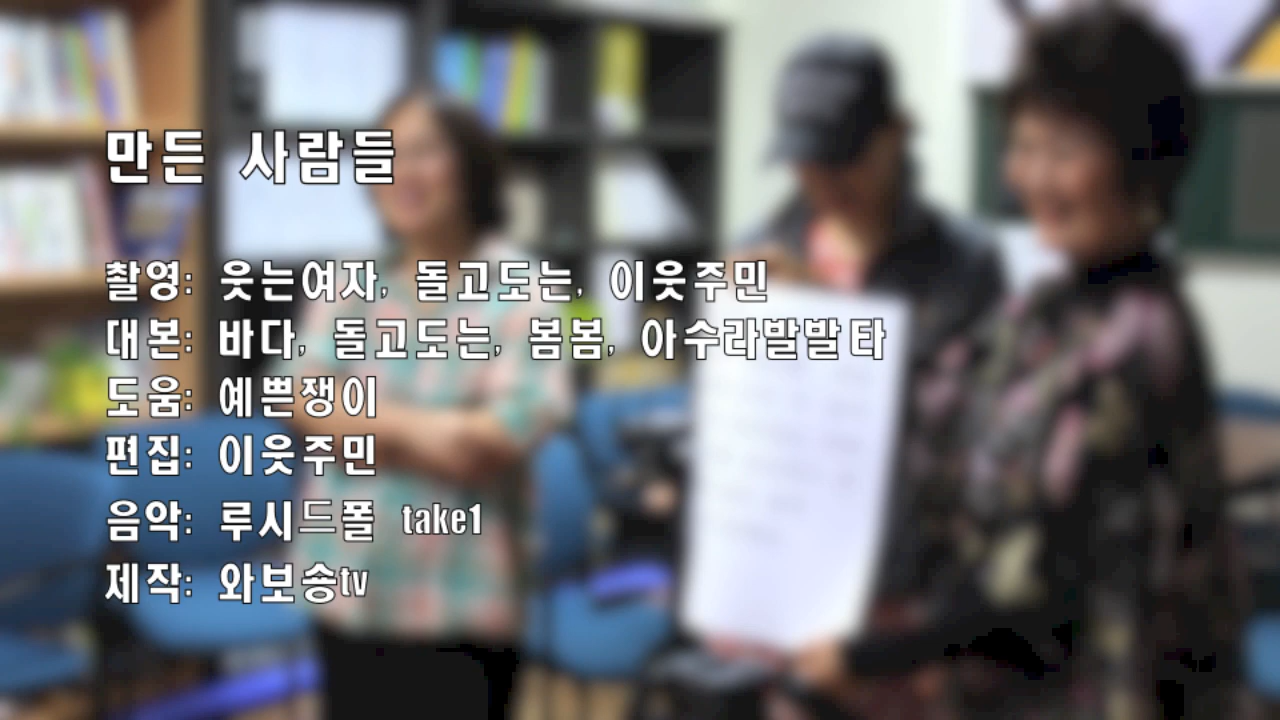 만든 사람들
촬영: 웃는여자, 돌고도는, 이웃주민
대본: 바다, 돌고도는, 봄봄, 아수라발발타
도움: 예쁜쟁이
편집: 이웃주민
음악: 루시드폴 take1
제작: 와보숑tv